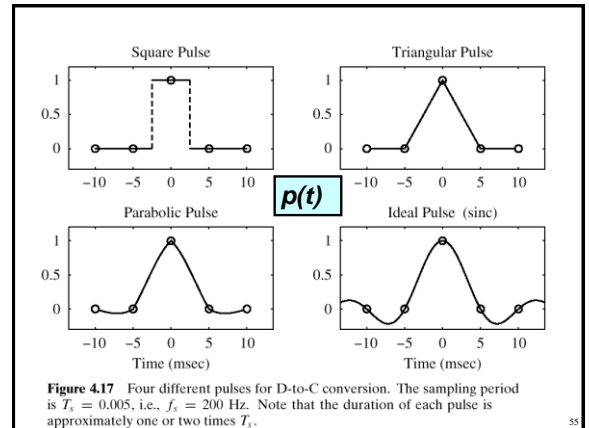 Square Pulse
1
0.5
0
−10 −5 0 5 10
Triangular Pulse
1
0.5
0
−10 −5 0 5 10
p(t)
Parabolic Pulse
1
0.5
0
−10 −5 0 5 10
Time (msec)
Ideal Pulse (sinc)
1
0.5
0
−10 −5 0 5 10
Time (msec)
Figure 4.17 Four different pulses for D-to-C conversion. The sampling period
is Ts = 0.005, i.e., fs = 200 Hz. Note that the duration of each pulse is
approximately one or two times Ts.
55